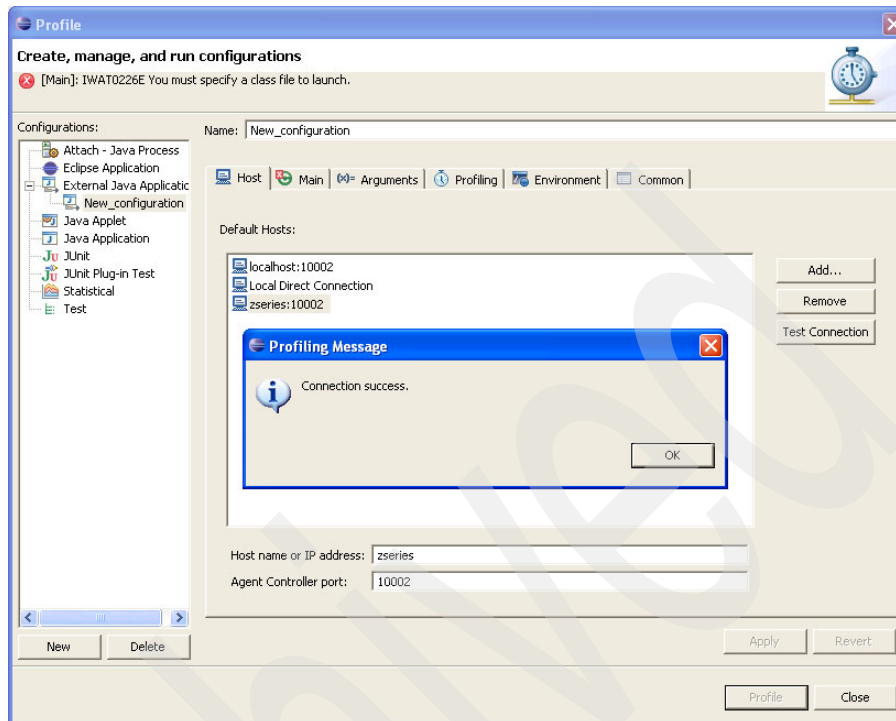 Profile
Create, manage, and run configurations
[Main]: IWAT0226E You must specify a class file to launch.
Configurations:
Name: New_configuration
Attach - Java Process
Eclipse Application
External Java Applicatic
New_configuration
Java Applet
Java Application
JUnit
JUnit Plug-in Test
Statistical
Test
Host Main (x)= Arguments Profiling Environment Common
Default Hosts:
localhost:10002
Local Direct Connection
zseries:10002
Add...
Remove
Test Connection
Profiling Message
Connection success.
OK
Host name or IP address: zseries
Agent Controller port: 10002
New Delete
Apply Revert
Profile Close